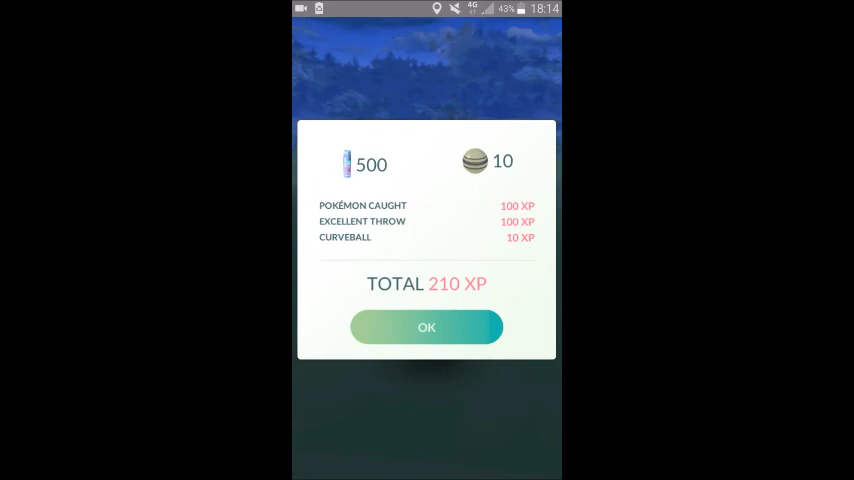 4G 43% 18:14
500 10
POKÉMON CAUGHT 100 XP
EXCELLENT THROW 100 XP
CURVEBALL 10 XP
TOTAL 210 XP
OK